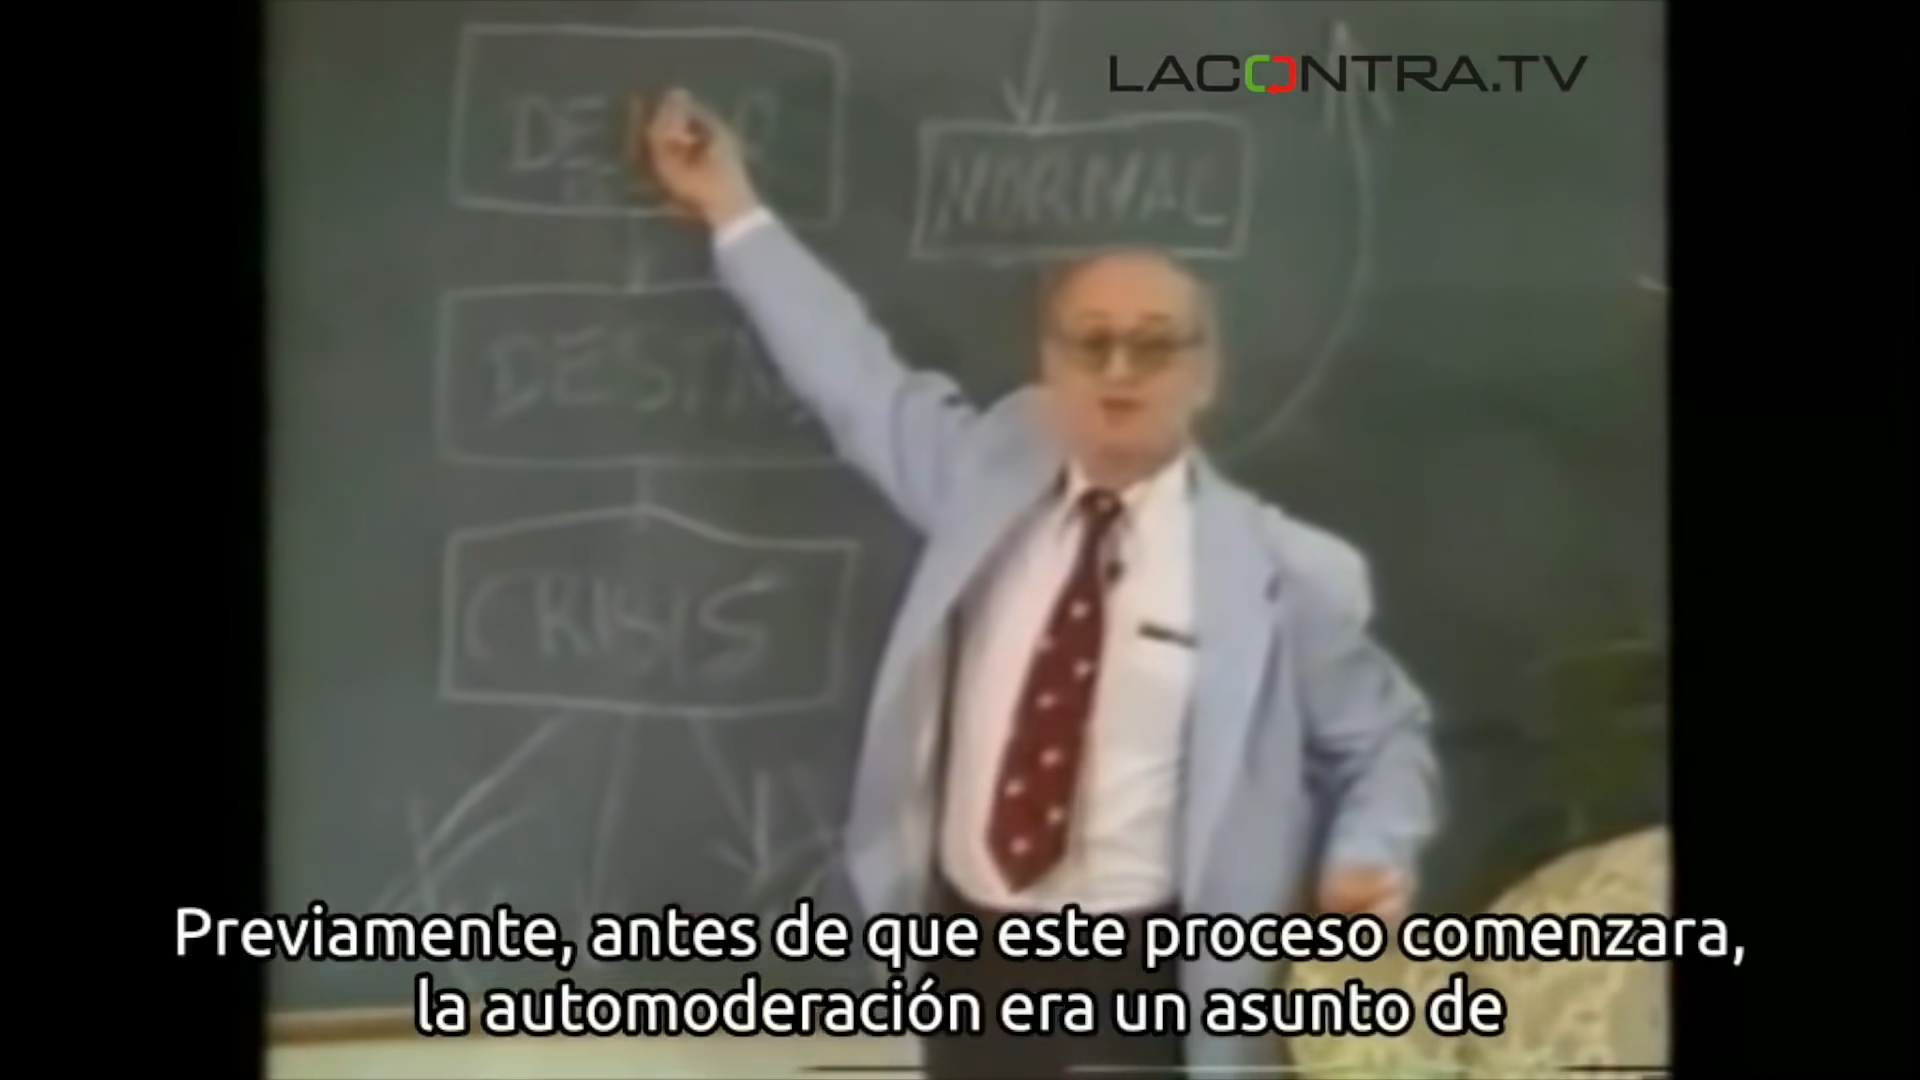 LACONTRA.TV
NORMAL
CRISIS
Previamente, antes de que este proceso comenzara,
la automoderación era un asunto de